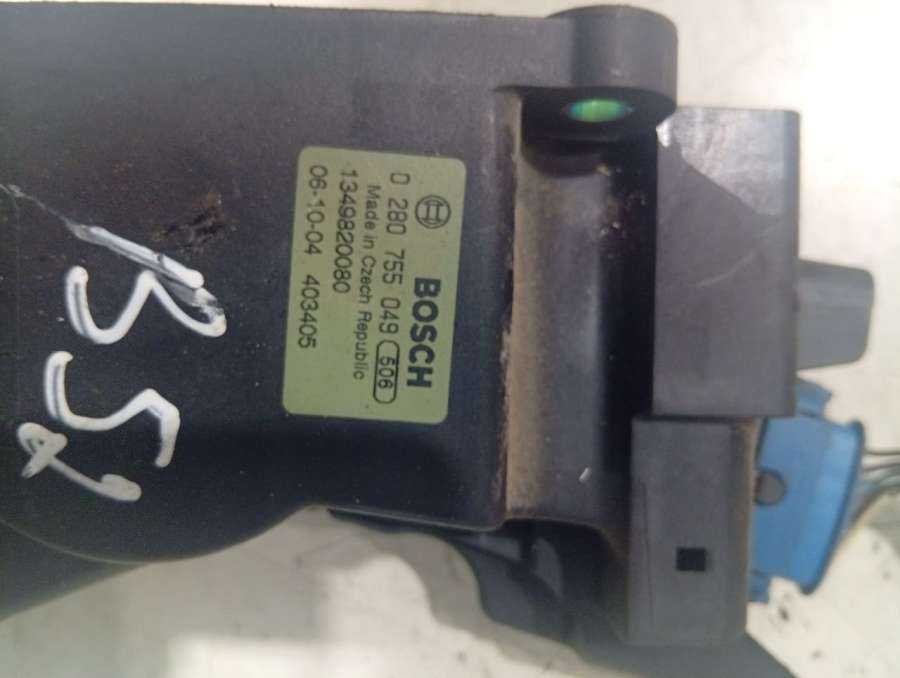 BOSCH
0 280 755 049 506
Made in Czech Republic
1349820080
06-10-04 403405